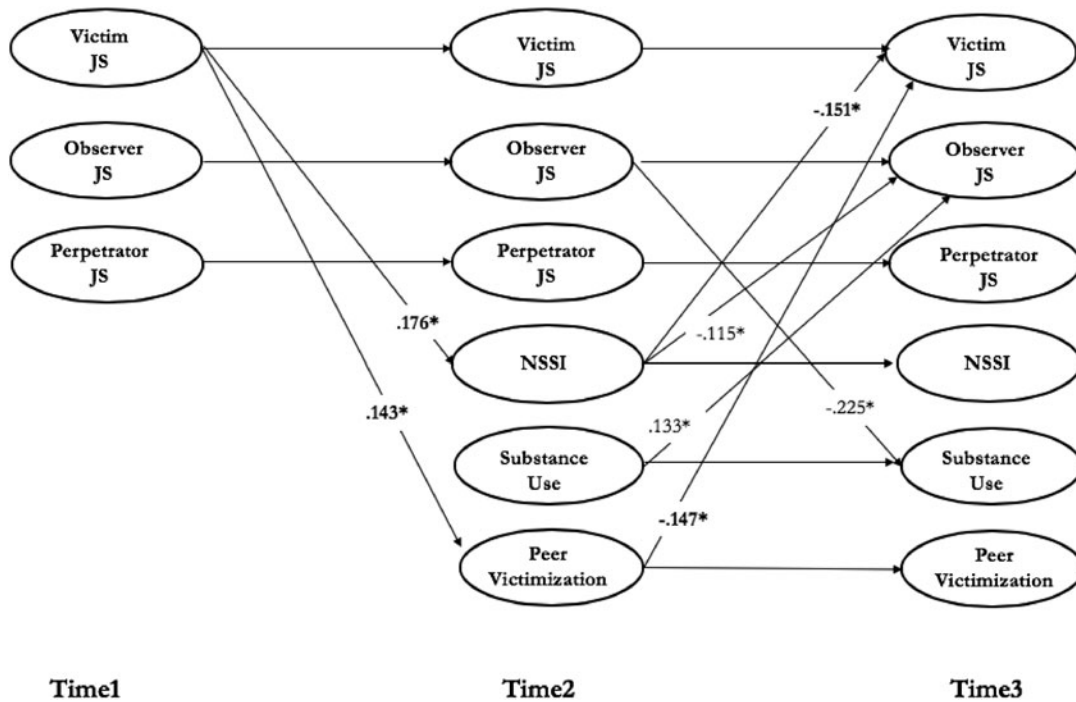 Victim
JS
Victim
JS
Victim
JS
-.151*
Observer
JS
Observer
JS
Observer
JS
Perpetrator
JS
Perpetrator
JS
Perpetrator
JS
.176*
-.115*
NSSI
NSSI
.143*
.133*
-.225*
Substance
Use
Substance
Use
-.147*
Peer
Victimization
Peer
Victimization
Time1
Time2
Time3